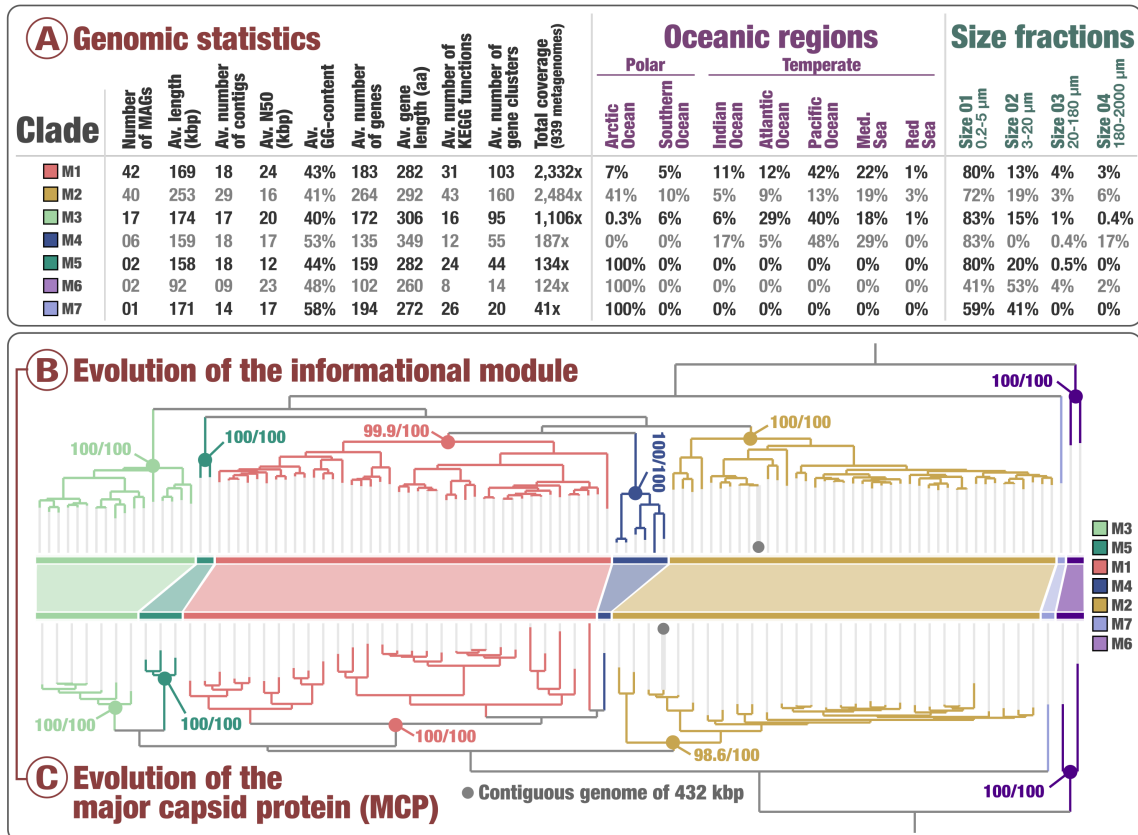 A Genomic statistics
Oceanic regions
Size fractions
Polar
Temperate
Clade
Number of MAGs
Av. length (kbp)
Av. number of contigs
Av. N50 (kbp)
Av. GG-content
Av. number of genes
Av. gene length (aa)
Av. number of KEGG functions
Av. number of gene clusters
Total coverage (939 metagenomes)
Arctic Ocean
Southern Ocean
Indian Ocean
Atlantic Ocean
Pacific Ocean
Med. Sea
Red Sea
Size 01 0.2-5 µm
Size 02 3-20 µm
Size 03 20-180 µm
Size 04 180-2000 µm
M1 42 169 18 24 43% 183 282 31 103 2,332x 7% 5% 11% 12% 42% 22% 1% 80% 13% 4% 3%
M2 40 253 29 16 41% 264 292 43 160 2,484x 41% 10% 5% 9% 13% 19% 3% 72% 19% 3% 6%
M3 17 174 17 20 40% 172 306 16 95 1,106x 0.3% 6% 6% 29% 40% 18% 1% 83% 15% 1% 0.4%
M4 06 159 18 17 53% 135 349 12 55 187x 0% 0% 17% 5% 48% 29% 0% 83% 0% 0.4% 17%
M5 02 158 18 12 44% 159 282 24 44 134x 100% 0% 0% 0% 0% 0% 0% 80% 20% 0.5% 0%
M6 02 92 09 23 48% 102 260 8 14 124x 100% 0% 0% 0% 0% 0% 0% 41% 53% 4% 2%
M7 01 171 14 17 58% 194 272 26 20 41x 100% 0% 0% 0% 0% 0% 0% 59% 41% 0% 0%
B Evolution of the informational module
100/100
100/100
100/100
99.9/100
100/100
100/100
M3
M5
M1
M4
M2
M7
M6
100/100
100/100
100/100
98.6/100
100/100
C Evolution of the
major capsid protein (MCP)
Contiguous genome of 432 kbp